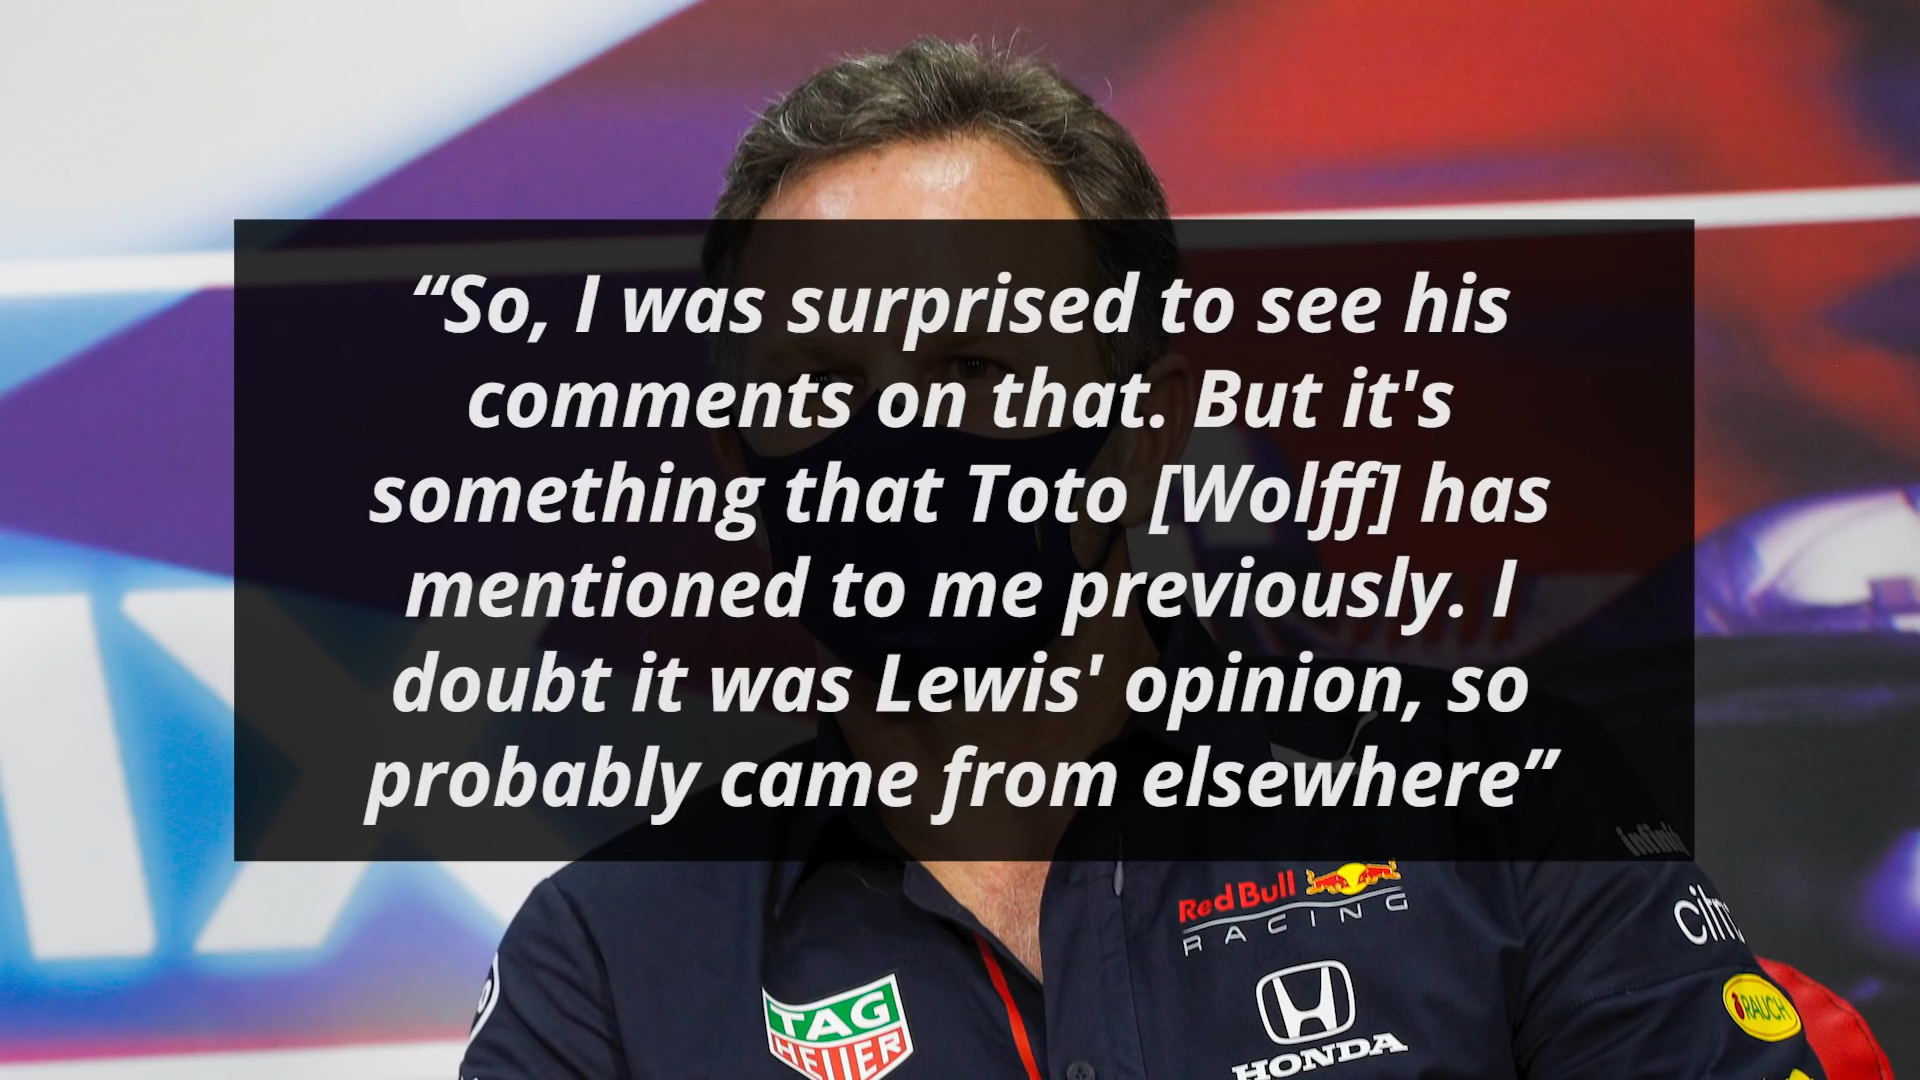 “So, I was surprised to see his
comments on that. But it's
something that Toto [Wolff] has
mentioned to me previously. I
doubt it was Lewis' opinion, so
probably came from elsewhere”
Red Bull
RACING
TAG
HEUER
HONDA
RAUCH